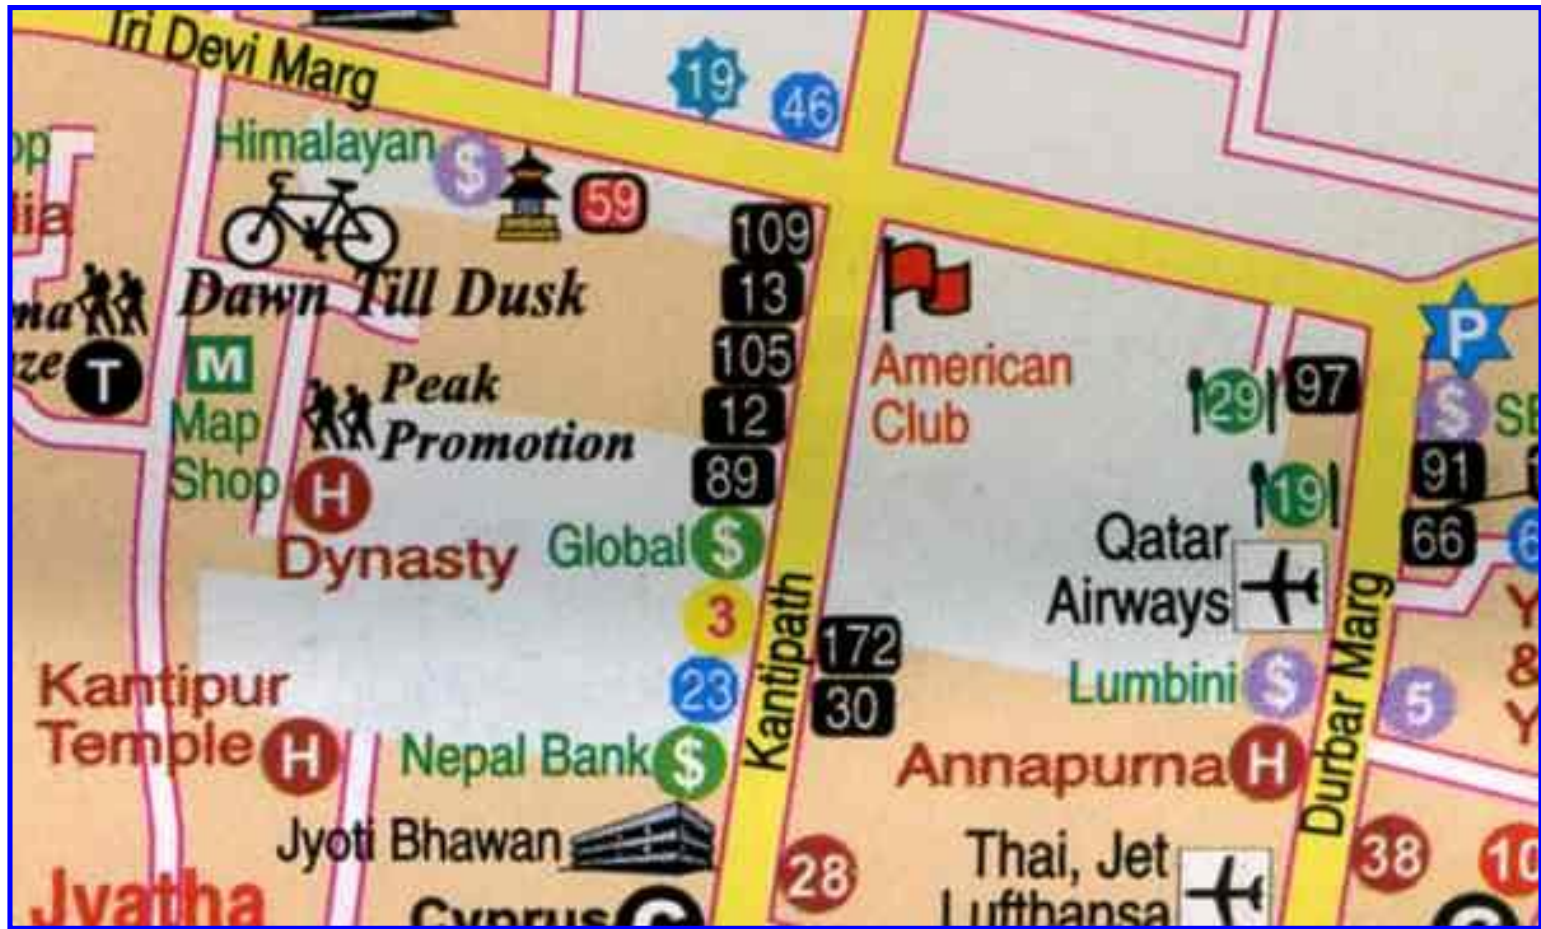 Tri Devi Marg
19
46
Himalayan
$
59
109
Dawn Till Dusk
13
T
M
Map
Shop
Peak
Promotion
105
12
89
H
Dynasty
Global $
3
23
Kantipur
Temple H
Nepal Bank $
Jyoti Bhawan
Jyatha
Cyprus
Kantipath
American
Club
29
97
19
Qatar
Airways
172
30
Lumbini $
Annapurna H
28
Thai, Jet
Lufthansa
Durbar Marg
P
$
91
66
5
38